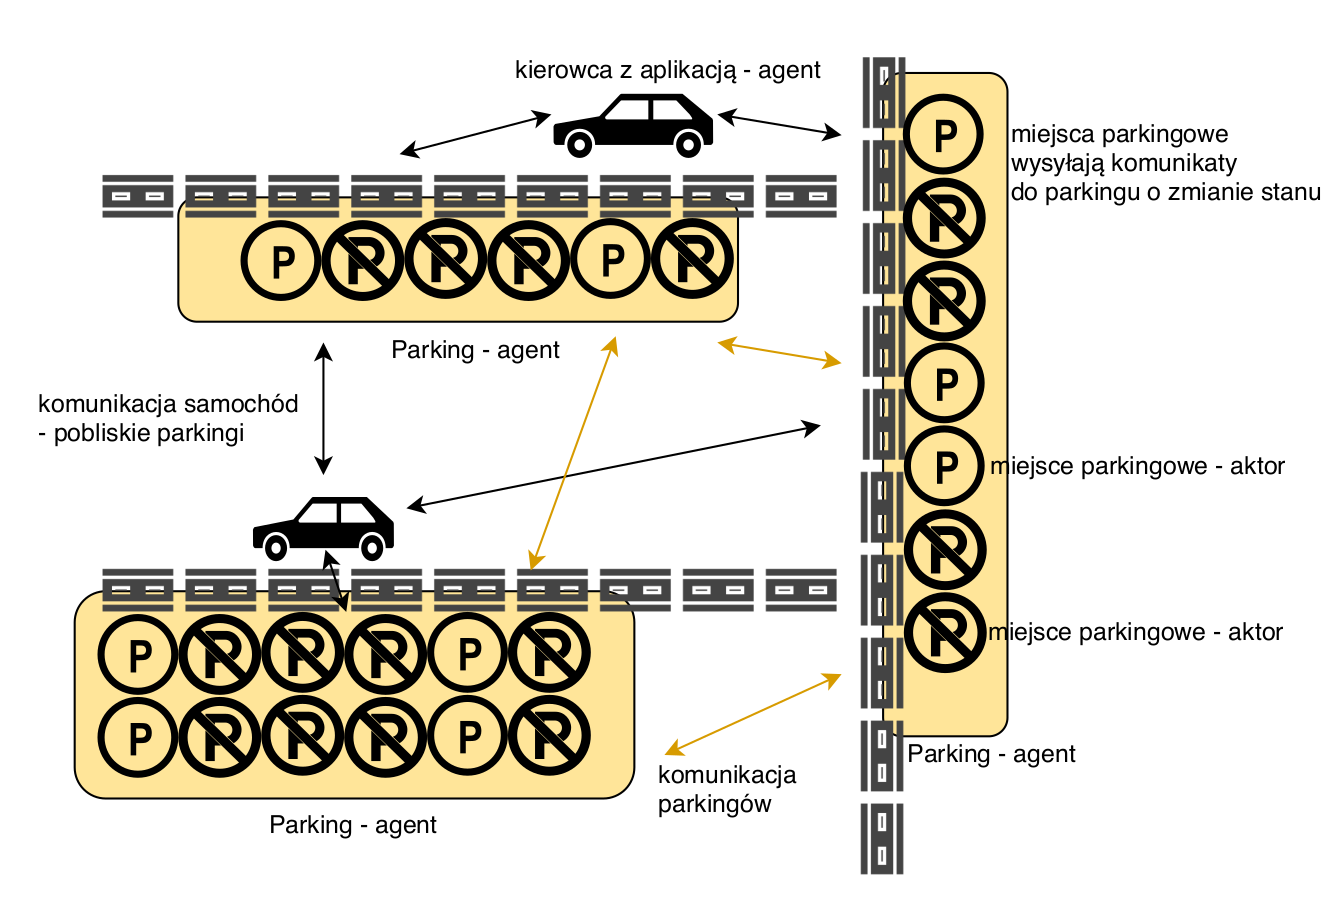 kierowca z aplikacją - agent
P
miejsca parkingowe
wysyłają komunikaty
do parkingu o zmianie stanu
P
P
P
P P P P P P
P
Parking - agent
P
komunikacja samochód
- pobliskie parkingi
P
miejsce parkingowe - aktor
P
P
miejsce parkingowe - aktor
P P P P P P
P P P P P P
Parking - agent
komunikacja
parkingów
Parking - agent